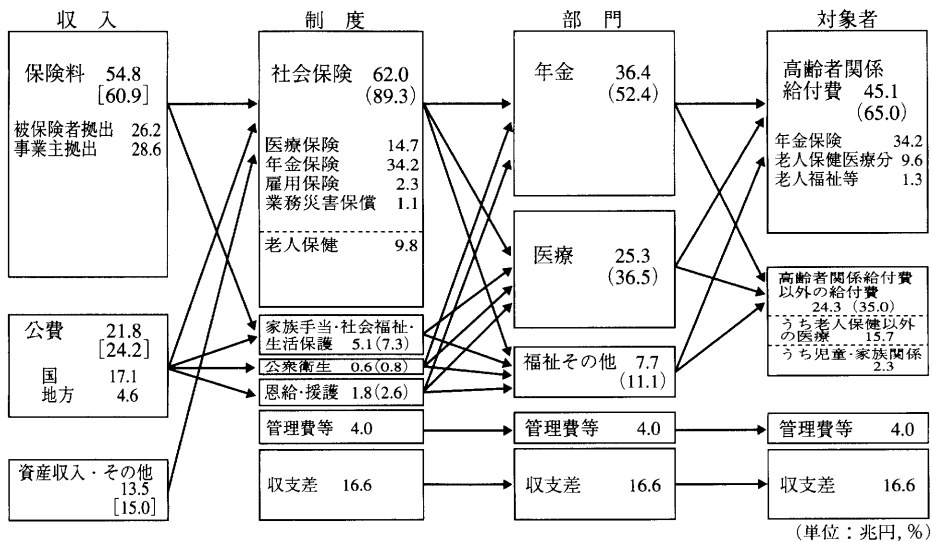 収　入
保険料 54.8
[60.9]
被保険者拠出 26.2
事業主拠出 28.6
公費 21.8
[24.2]
国 17.1
地方 4.6
資産収入・その他
13.5
[15.0]
制　度
社会保険 62.0
(89.3)
医療保険 14.7
年金保険 34.2
雇用保険 2.3
業務災害保償 1.1
老人保健 9.8
家族手当・社会福祉・
生活保護 5.1(7.3)
公衆衛生 0.6(0.8)
恩給・援護 1.8(2.6)
管理費等 4.0
収支差 16.6
部　門
年金 36.4
(52.4)
医療 25.3
(36.5)
福祉その他 7.7
(11.1)
管理費等 4.0
収支差 16.6
対象者
高齢者関係
給付費 45.1
(65.0)
年金保険 34.2
老人保健医療分 9.6
老人福祉等 1.3
高齢者関係給付費
以外の給付費
24.3 (35.0)
うち老人保健以外
の医療 15.7
うち児童・家族関係
2.3
管理費等 4.0
収支差 16.6
(単位：兆円,％)